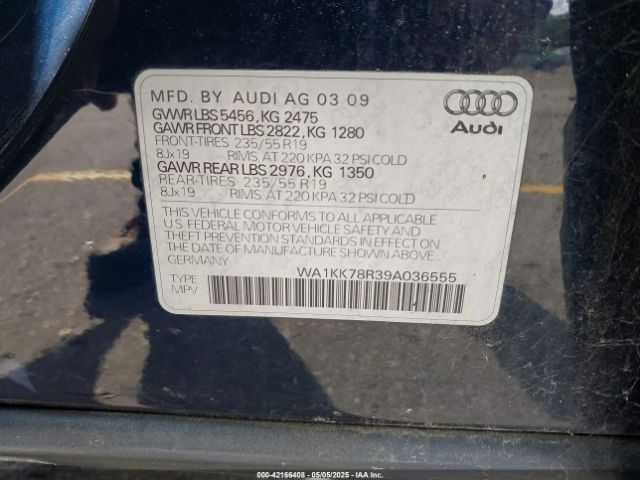 MFD. BY AUDI AG 03 09
GVWR LBS 5456, KG 2475
GAWR FRONT LBS 2822, KG 1280
FRONT-TIRES 235/55 R19
8Jx19 RIMS, AT 220 KPA 32 PSI COLD
GAWR REAR LBS 2976, KG 1350
REAR-TIRES 235/55 R19
8Jx19 RIMS, AT 220 KPA 32 PSI COLD
Audi
THIS VEHICLE CONFORMS TO ALL APPLICABLE
U.S. FEDERAL MOTOR VEHICLE SAFETY AND
THEFT PREVENTION STANDARDS IN EFFECT ON
THE DATE OF MANUFACTURE SHOWN ABOVE.
GERMANY
WA1KK78R39A036555
TYPE
MPV
000-42166408 - 05/05/2025 - IAAI.COM